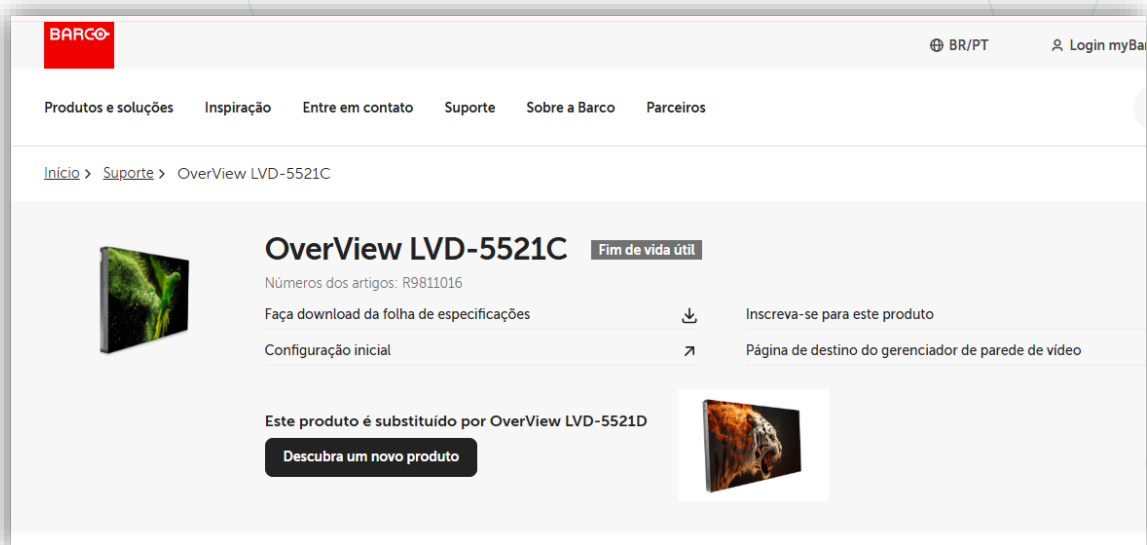 BARCO
BR/PT
Login myBar
Produtos e soluções Inspiração Entre em contato Suporte Sobre a Barco Parceiros
Início > Suporte > OverView LVD-5521C
OverView LVD-5521C Fim de vida útil
Números dos artigos: R9811016
Faça download da folha de especificações
Inscreva-se para este produto
Configuração inicial
Página de destino do gerenciador de parede de vídeo
Este produto é substituído por OverView LVD-5521D
Descubra um novo produto